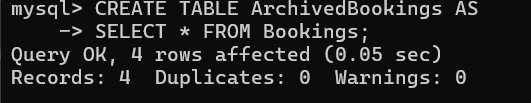 mysql> CREATE TABLE ArchivedBookings AS
    -> SELECT * FROM Bookings;
Query OK, 4 rows affected (0.05 sec)
Records: 4  Duplicates: 0  Warnings: 0